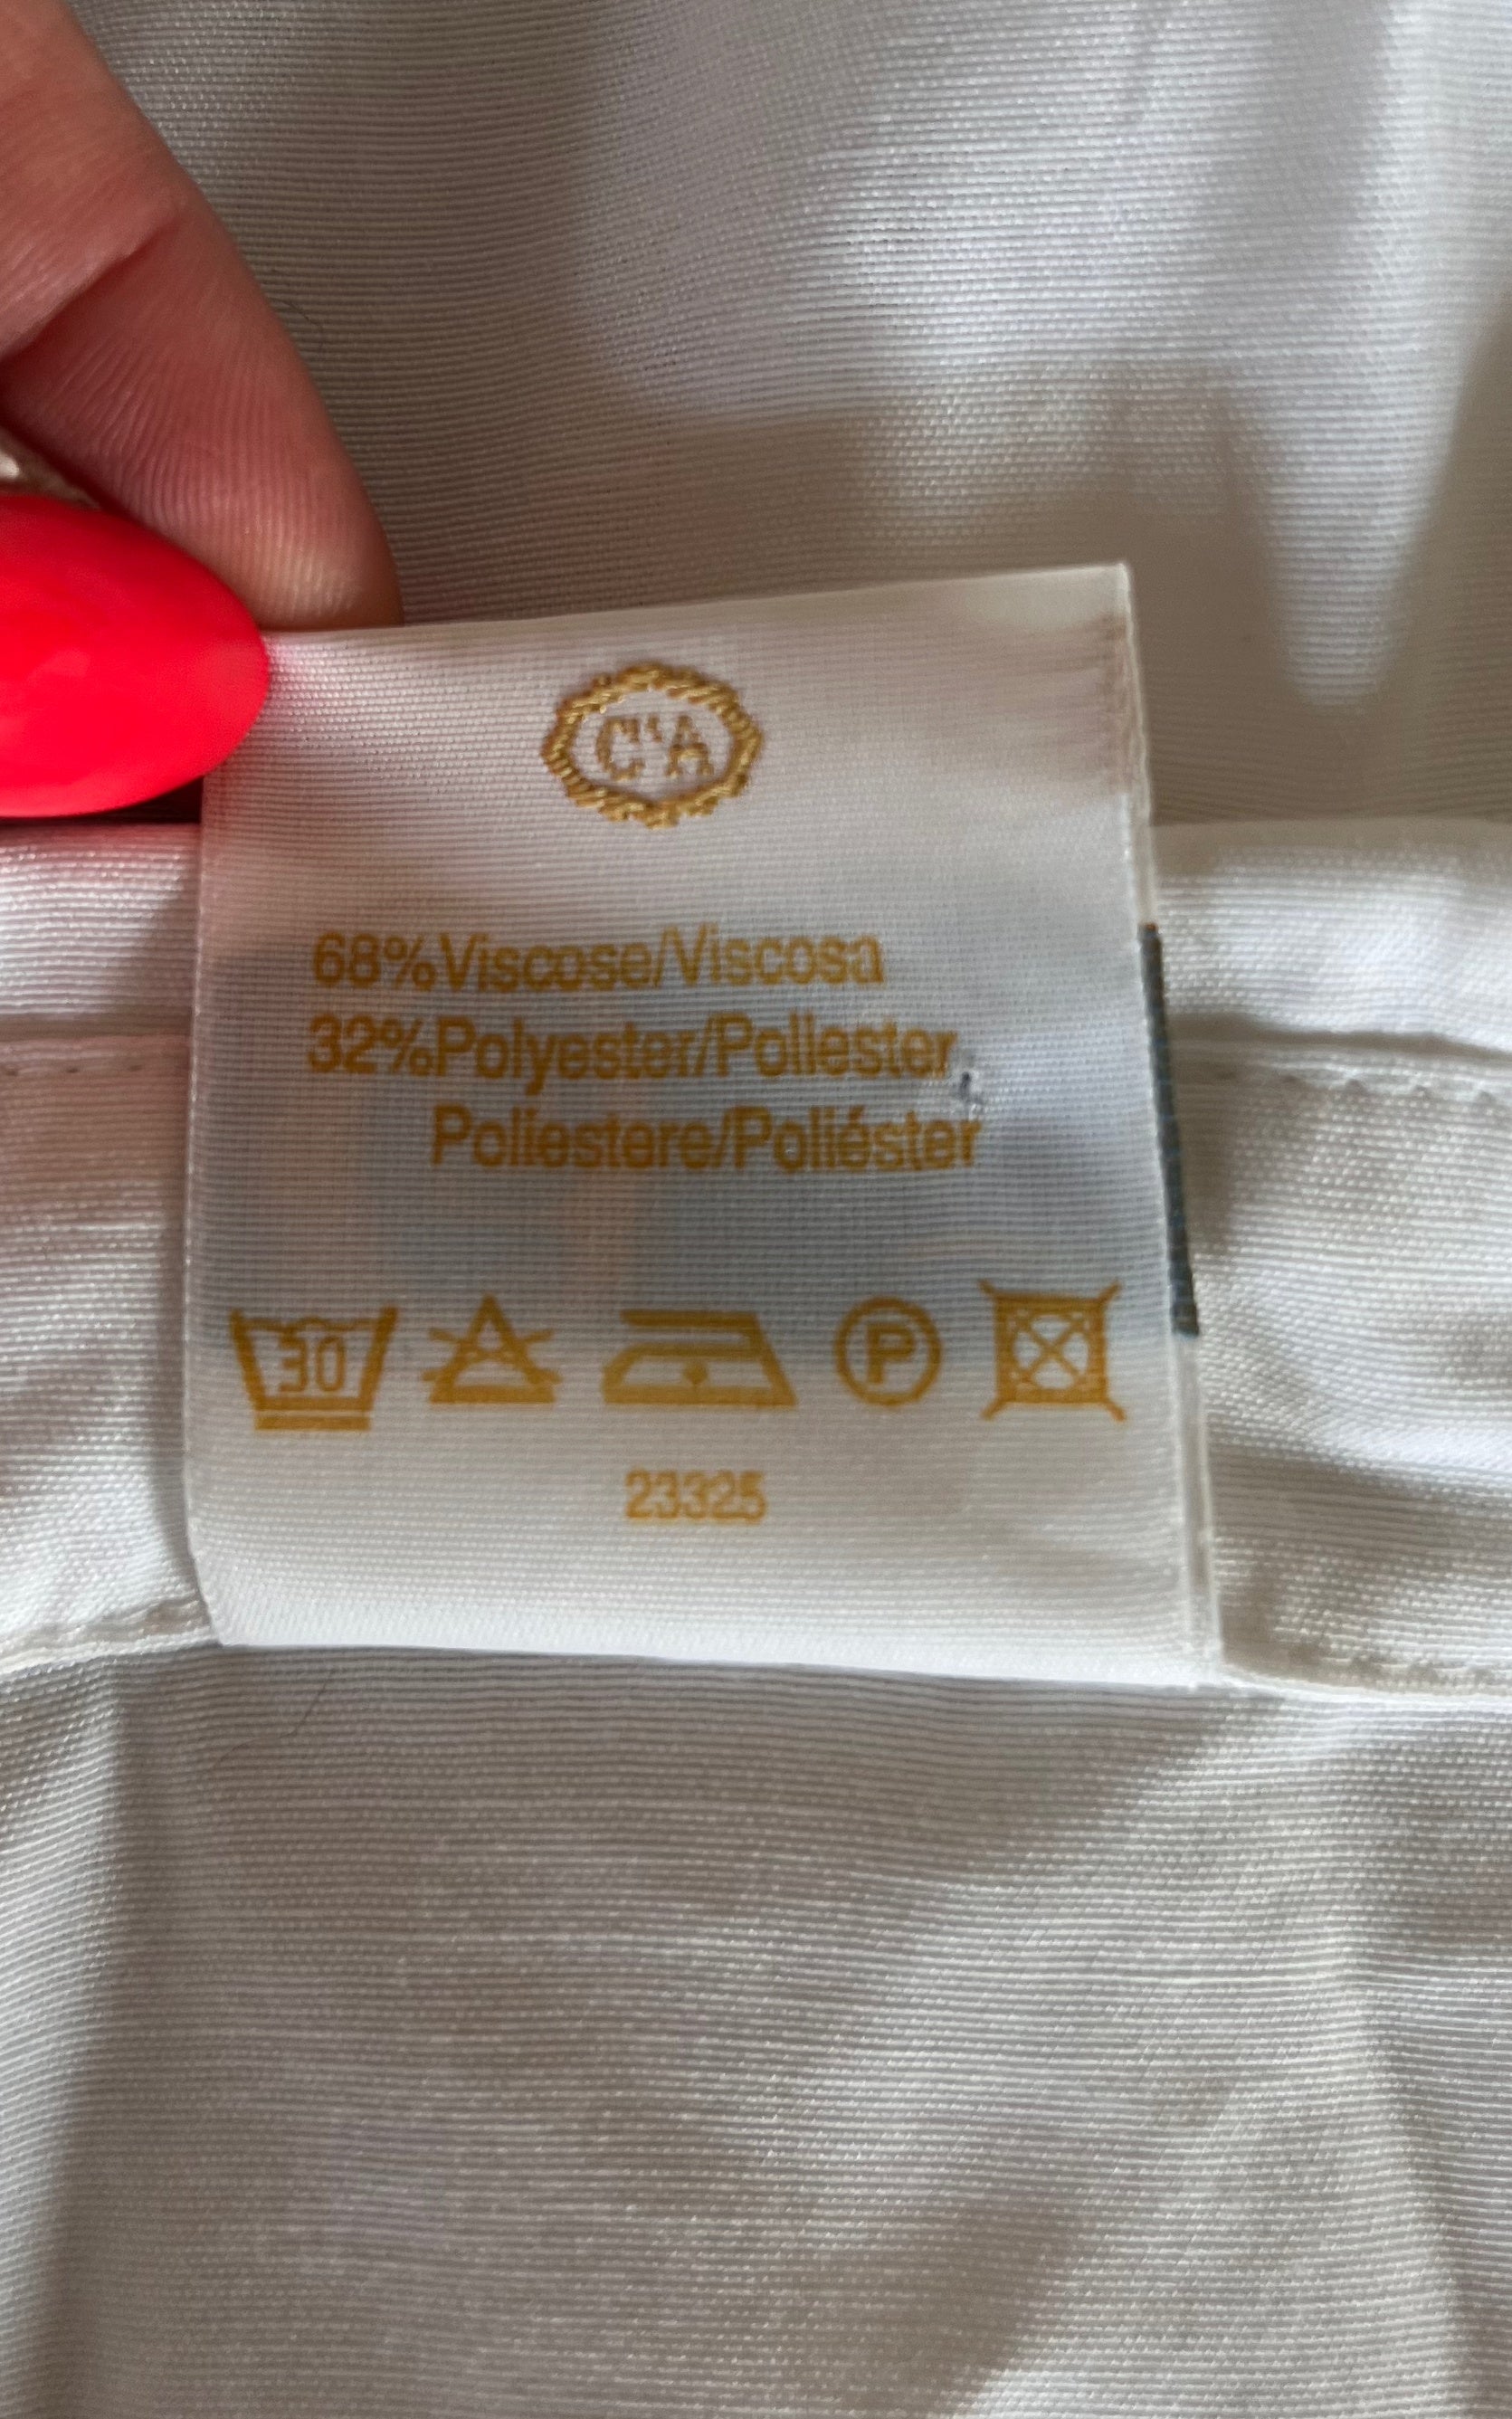 C&A
68%Viscose/Viscosa
32%Polyester/Poliester
Poliestere/Poliéster
30 P
23325